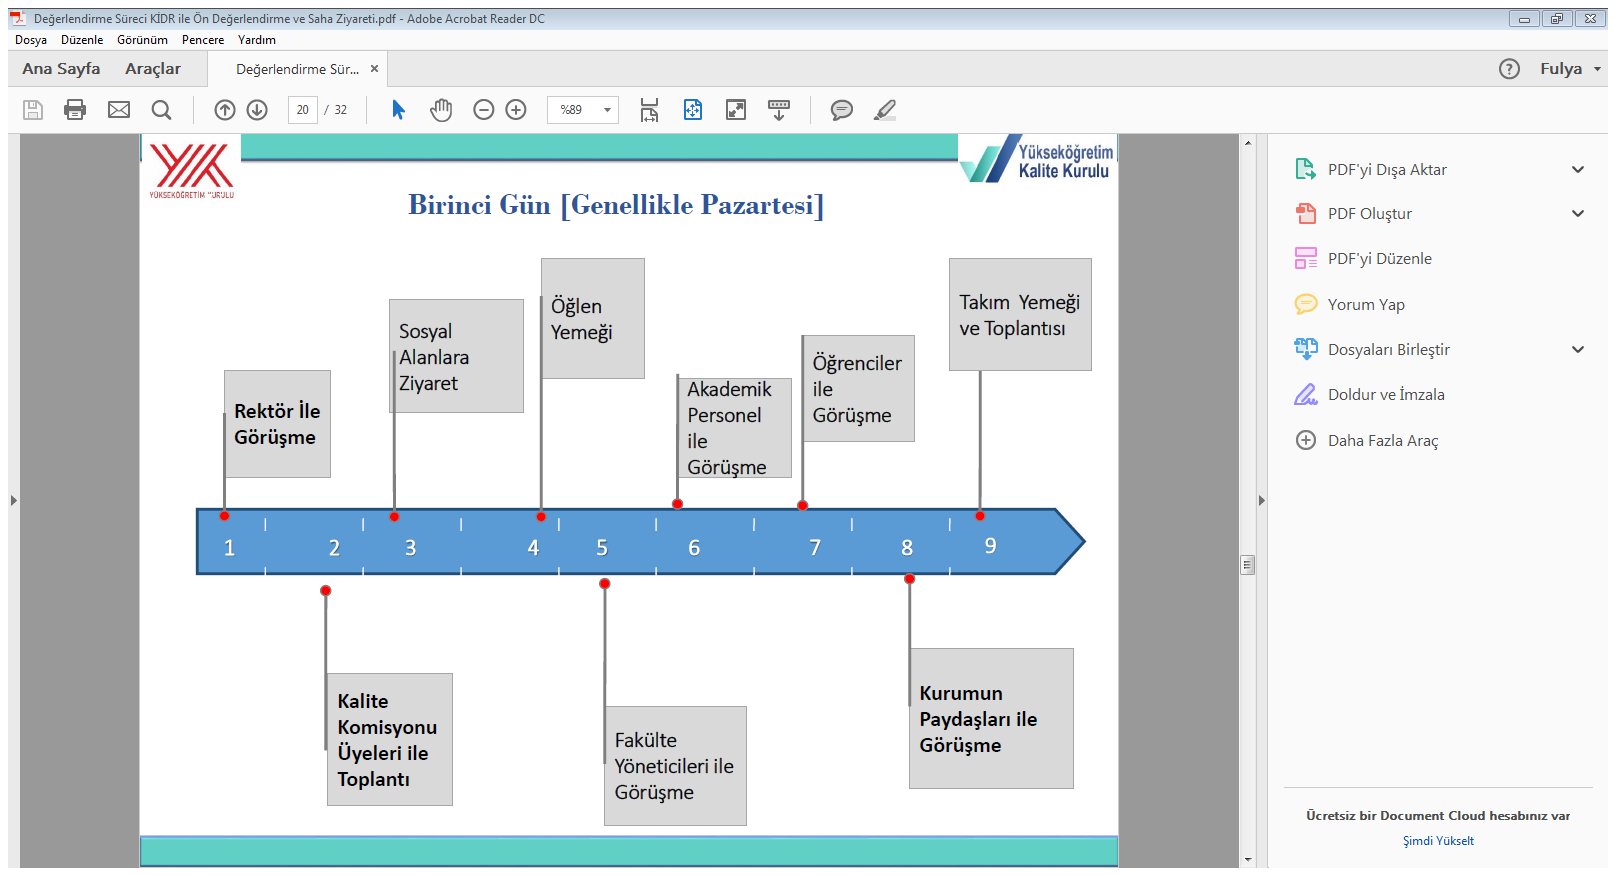 Değerlendirme Süreci KİDR ile Ön Değerlendirme ve Saha Ziyareti.pdf - Adobe Acrobat Reader DC
Dosya Düzenle Görünüm Pencere Yardım
Ana Sayfa Araçlar Değerlendirme Sür... Fulya
20 / 32 %89
YÜKSEKÖĞRETİM KURULU
Yükseköğretim
Kalite Kurulu
Birinci Gün [Genellikle Pazartesi]
Rektör İle
Görüşme
Sosyal
Alanlara
Ziyaret
Öğlen
Yemeği
Akademik
Personel
ile
Görüşme
Öğrenciler
ile
Görüşme
Takım Yemeği
ve Toplantısı
1 2 3 4 5 6 7 8 9
Kalite
Komisyonu
Üyeleri ile
Toplantı
Fakülte
Yöneticileri ile
Görüşme
Kurumun
Paydaşları ile
Görüşme
PDF'yi Dışa Aktar
PDF Oluştur
PDF'yi Düzenle
Yorum Yap
Dosyaları Birleştir
Doldur ve İmzala
Daha Fazla Araç
Ücretsiz bir Document Cloud hesabınız var
Şimdi Yükselt